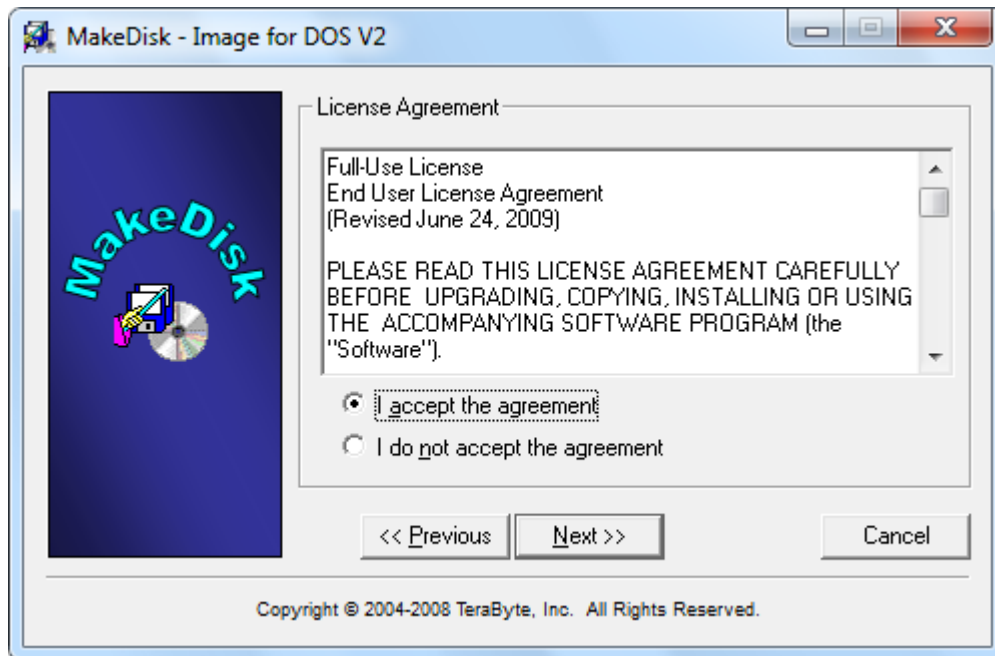 MakeDisk - Image for DOS V2
MakeDisk
License Agreement
Full-Use License
End User License Agreement
(Revised June 24, 2009)
PLEASE READ THIS LICENSE AGREEMENT CAREFULLY
BEFORE  UPGRADING, COPYING, INSTALLING OR USING
THE  ACCOMPANYING SOFTWARE PROGRAM (the
"Software").
I accept the agreement
I do not accept the agreement
<< Previous
Next >>
Cancel
Copyright © 2004-2008 TeraByte, Inc.  All Rights Reserved.